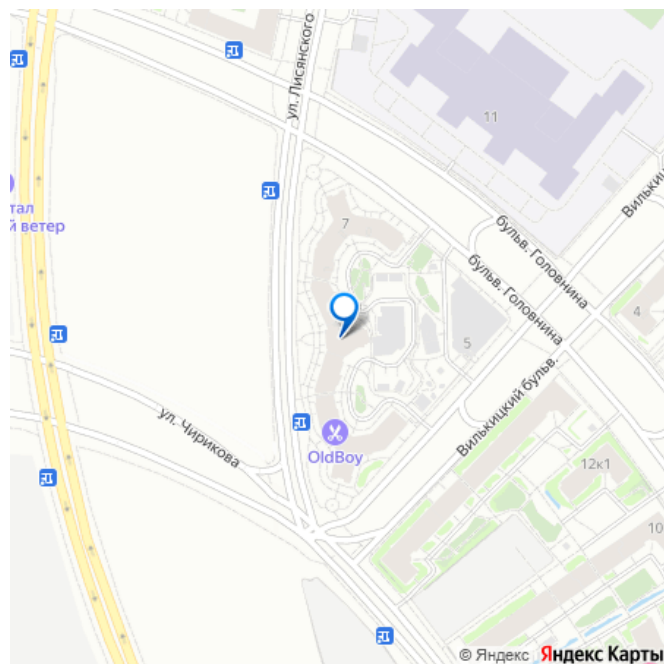 ул. Лисянского
11
Вилькиц
7
тал
й ветер
бульв. Головнина
бульв. Головнина
4
5
Вилькицкий бульв.
ул. Чирикова
OldBoy
12к1
10
© Яндекс Яндекс Карты